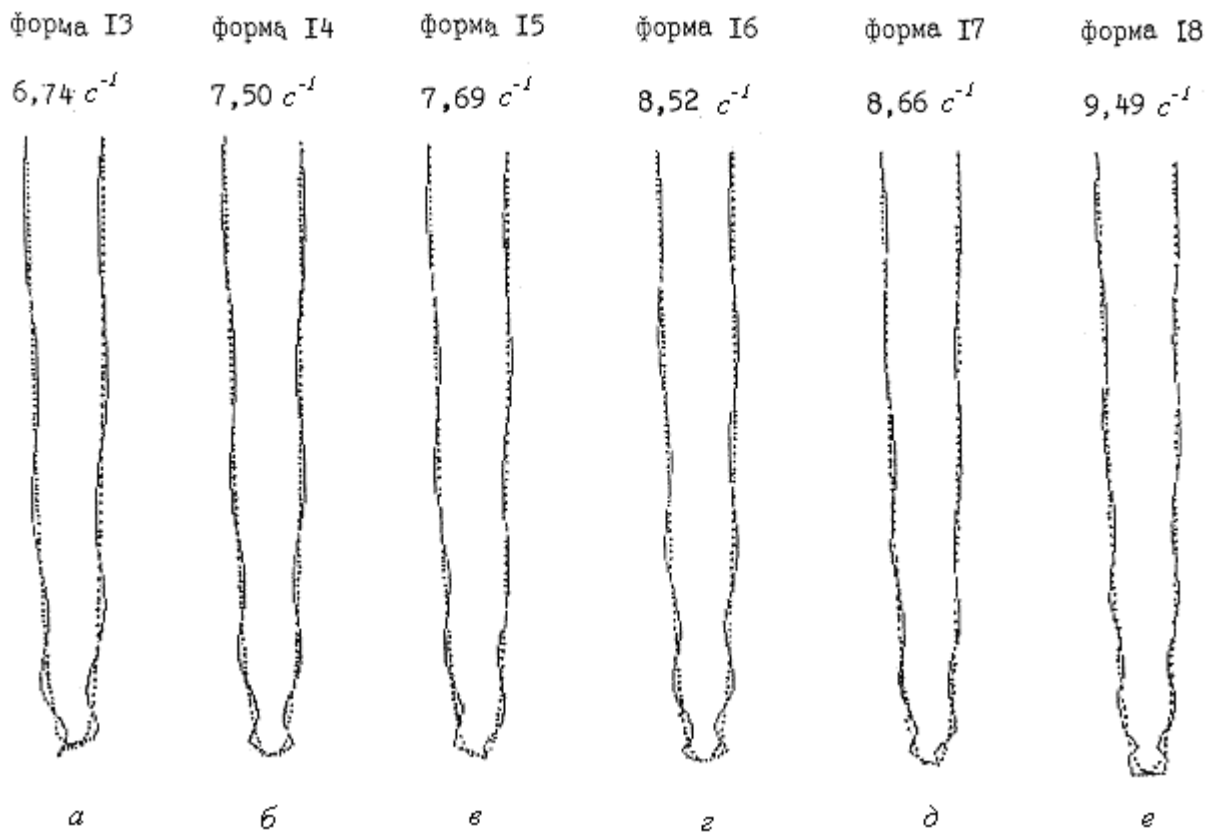 форма I3 форма I4 форма I5 форма I6 форма I7 форма I8
6,74 c⁻¹ 7,50 c⁻¹ 7,69 c⁻¹ 8,52 c⁻¹ 8,66 c⁻¹ 9,49 c⁻¹
а б в г д е